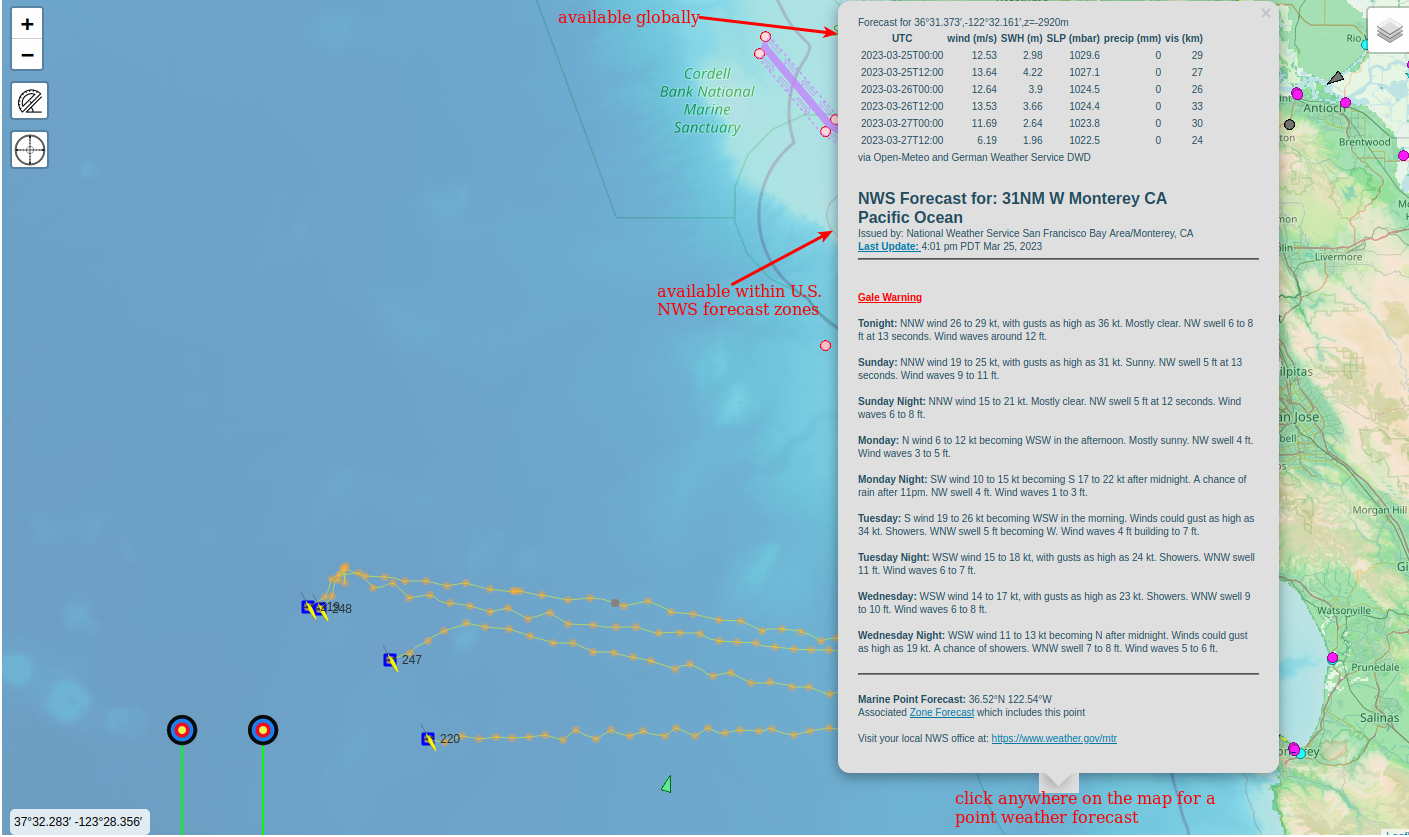 +
−
available globally
Cordell
Bank National
Marine
Sanctuary
×
Forecast for 36°31.373′,-122°32.161′,z=-2920m
UTC wind (m/s) SWH (m) SLP (mbar) precip (mm) vis (km)
2023-03-25T00:00 12.53 2.98 1029.6 0 29
2023-03-25T12:00 13.64 4.22 1027.1 0 27
2023-03-26T00:00 12.64 3.9 1024.5 0 26
2023-03-26T12:00 13.53 3.66 1024.4 0 33
2023-03-27T00:00 11.69 2.64 1023.8 0 30
2023-03-27T12:00 6.19 1.96 1022.5 0 24
via Open-Meteo and German Weather Service DWD
NWS Forecast for: 31NM W Monterey CA
Pacific Ocean
Issued by: National Weather Service San Francisco Bay Area/Monterey, CA
Last Update: 4:01 pm PDT Mar 25, 2023
available within U.S.
NWS forecast zones
Gale Warning
Tonight: NNW wind 26 to 29 kt, with gusts as high as 36 kt. Mostly clear. NW swell 6 to 8
ft at 13 seconds. Wind waves around 12 ft.
Sunday: NNW wind 19 to 25 kt, with gusts as high as 31 kt. Sunny. NW swell 5 ft at 13
seconds. Wind waves 9 to 11 ft.
Sunday Night: NNW wind 15 to 21 kt. Mostly clear. NW swell 5 ft at 12 seconds. Wind
waves 6 to 8 ft.
Monday: N wind 6 to 12 kt becoming WSW in the afternoon. Mostly sunny. NW swell 4 ft.
Wind waves 3 to 5 ft.
Monday Night: SW wind 10 to 15 kt becoming S 17 to 22 kt after midnight. A chance of
rain after 11pm. NW swell 4 ft. Wind waves 1 to 3 ft.
Tuesday: S wind 19 to 26 kt becoming WSW in the morning. Winds could gust as high as
34 kt. Showers. WNW swell 5 ft becoming W. Wind waves 4 ft building to 7 ft.
Tuesday Night: WSW wind 15 to 18 kt, with gusts as high as 24 kt. Showers. WNW swell
11 ft. Wind waves 6 to 7 ft.
Wednesday: WSW wind 14 to 17 kt, with gusts as high as 23 kt. Showers. WNW swell 9
to 10 ft. Wind waves 6 to 8 ft.
Wednesday Night: WSW wind 11 to 13 kt becoming N after midnight. Winds could gust
as high as 19 kt. A chance of showers. WNW swell 7 to 8 ft. Wind waves 5 to 6 ft.
Marine Point Forecast: 36.52°N 122.54°W
Associated Zone Forecast which includes this point
Visit your local NWS office at: https://www.weather.gov/mtr
click anywhere on the map for a
point weather forecast
248
247
220
37°32.283′ -123°28.356′
Rio
Antioch
Brentwood
Livermore
ilpitas
an Jose
Morgan Hill
Watsonville
Prunedale
Salinas